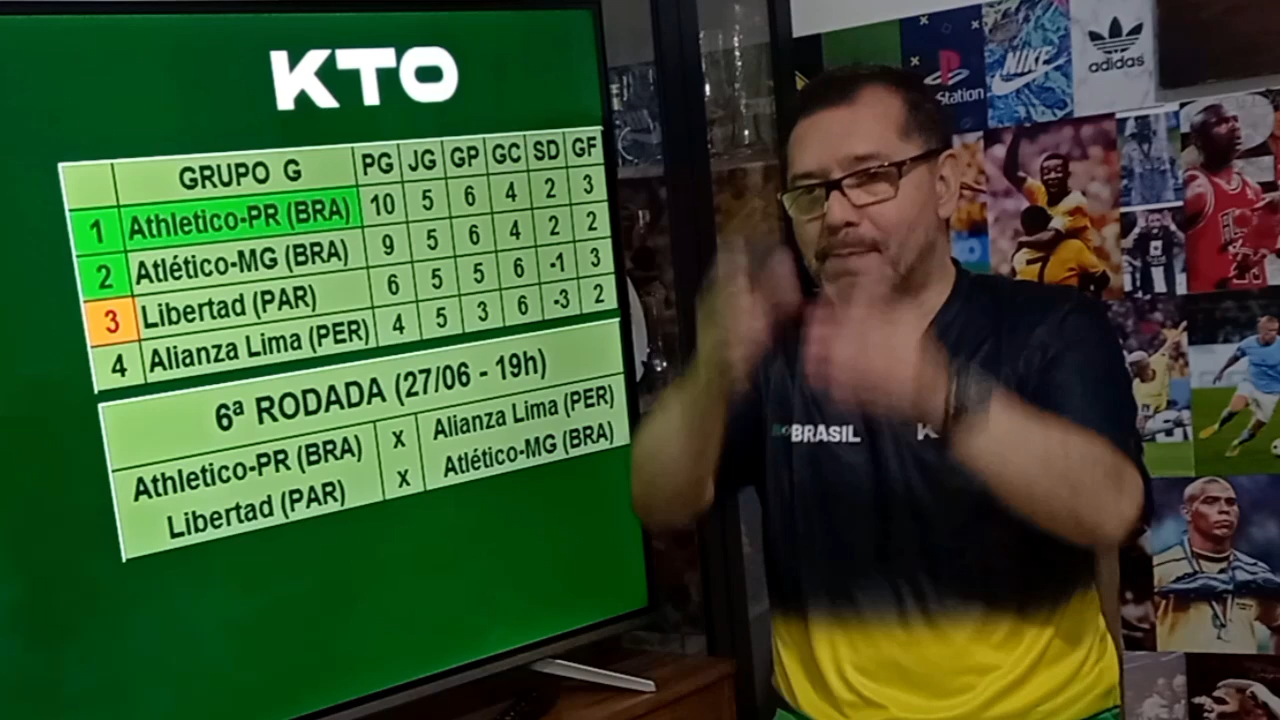 KTO
GRUPO G PG JG GP GC SD GF
1 Athletico-PR (BRA) 10 5 6 4 2 3
2 Atlético-MG (BRA) 9 5 6 4 2 2
3 Libertad (PAR) 6 5 5 6 -1 3
4 Alianza Lima (PER) 4 5 3 6 -3 2
6ª RODADA (27/06 - 19h)
Athletico-PR (BRA) x Alianza Lima (PER)
Libertad (PAR) x Atlético-MG (BRA)
Station
NIKE
adidas
BRASIL